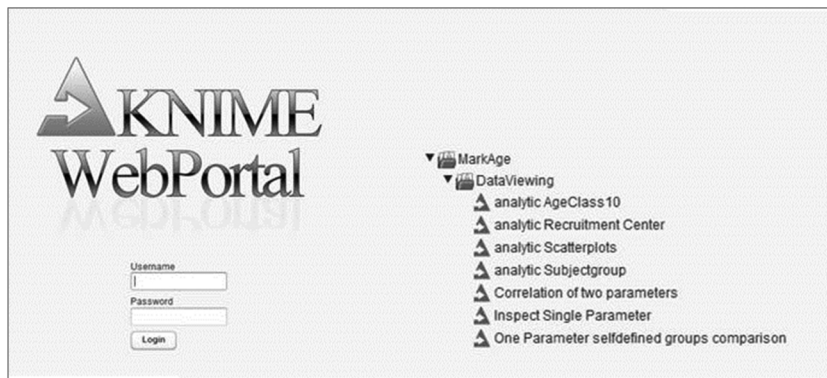 KNIME
WebPortal
Username
Password
Login
MarkAge
DataViewing
analytic AgeClass10
analytic Recruitment Center
analytic Scatterplots
analytic Subjectgroup
Correlation of two parameters
Inspect Single Parameter
One Parameter selfdefined groups comparison